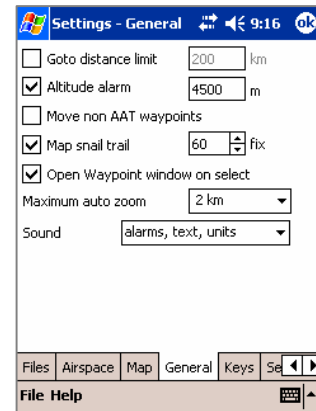 Settings - General 9:16 ok
Goto distance limit 200 km
Altitude alarm 4500 m
Move non AAT waypoints
Map snail trail 60 fix
Open Waypoint window on select
Maximum auto zoom 2 km
Sound alarms, text, units
Files Airspace Map General Keys Se
File Help